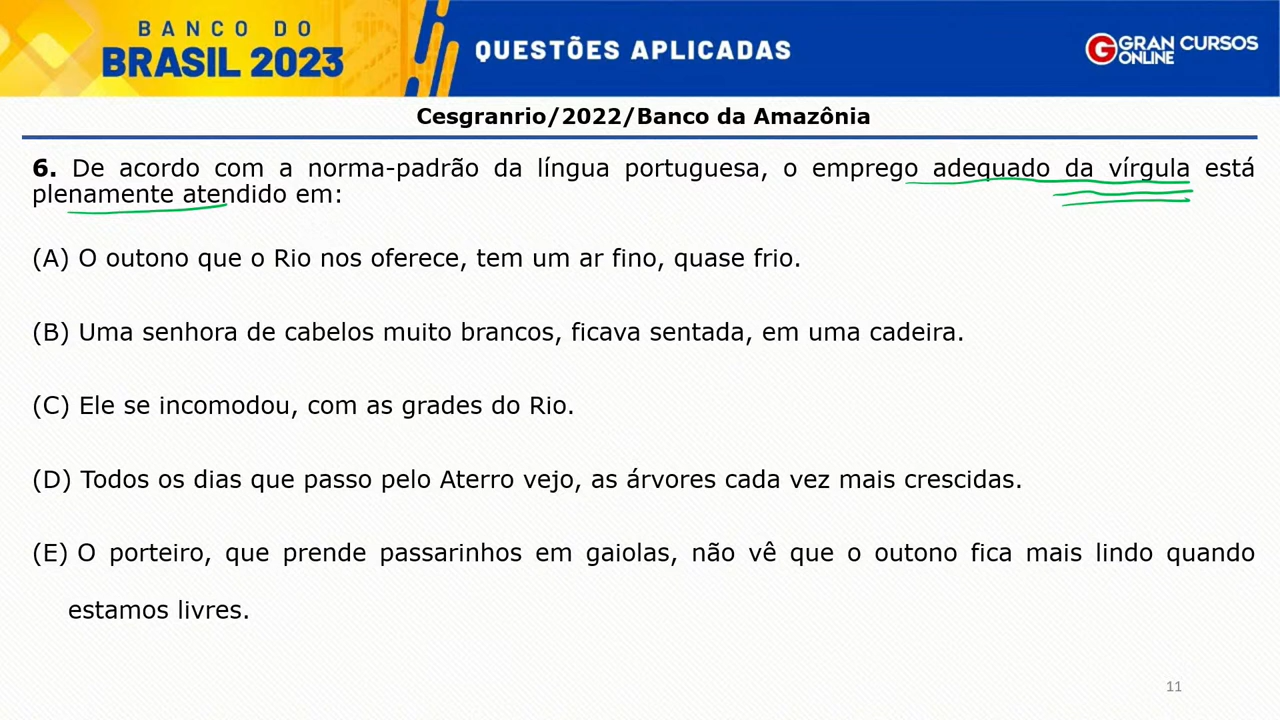 BANCO DO
BRASIL 2023
QUESTÕES APLICADAS
GRAN CURSOS
ONLINE
Cesgranrio/2022/Banco da Amazônia
6. De acordo com a norma-padrão da língua portuguesa, o emprego adequado da vírgula está
plenamente atendido em:
(A) O outono que o Rio nos oferece, tem um ar fino, quase frio.
(B) Uma senhora de cabelos muito brancos, ficava sentada, em uma cadeira.
(C) Ele se incomodou, com as grades do Rio.
(D) Todos os dias que passo pelo Aterro vejo, as árvores cada vez mais crescidas.
(E) O porteiro, que prende passarinhos em gaiolas, não vê que o outono fica mais lindo quando
estamos livres.
11